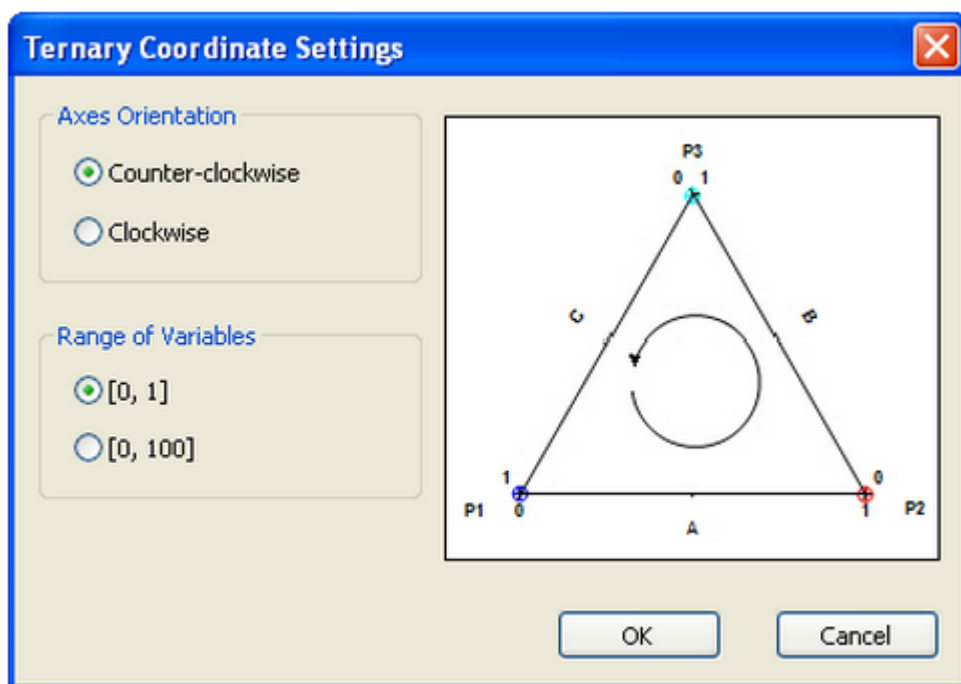 Ternary Coordinate Settings
Axes Orientation
Counter-clockwise
Clockwise
Range of Variables
[0, 1]
[0, 100]
P3
0 1
C
B
1
0
P1
0
1
P2
A
OK
Cancel